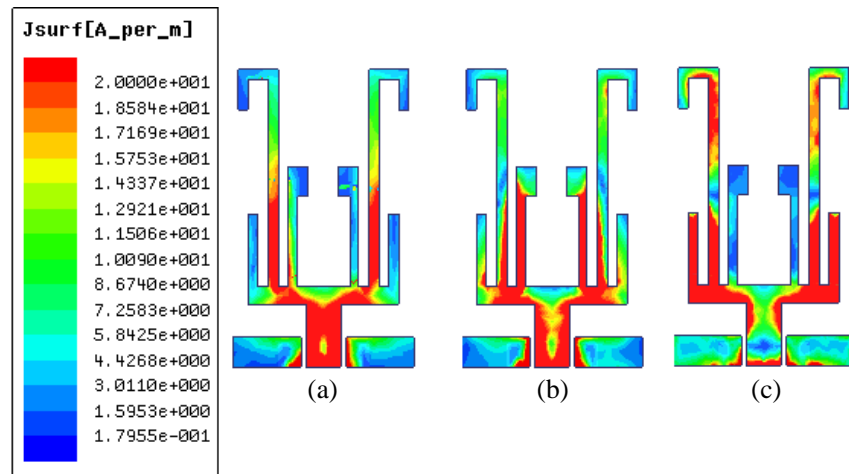 Jsurf[A_per_m]
2.0000e+001
1.8584e+001
1.7169e+001
1.5753e+001
1.4337e+001
1.2921e+001
1.1506e+001
1.0090e+001
8.6740e+000
7.2583e+000
5.8425e+000
4.4268e+000
3.0110e+000
1.5953e+000
1.7955e-001
(a)
(b)
(c)